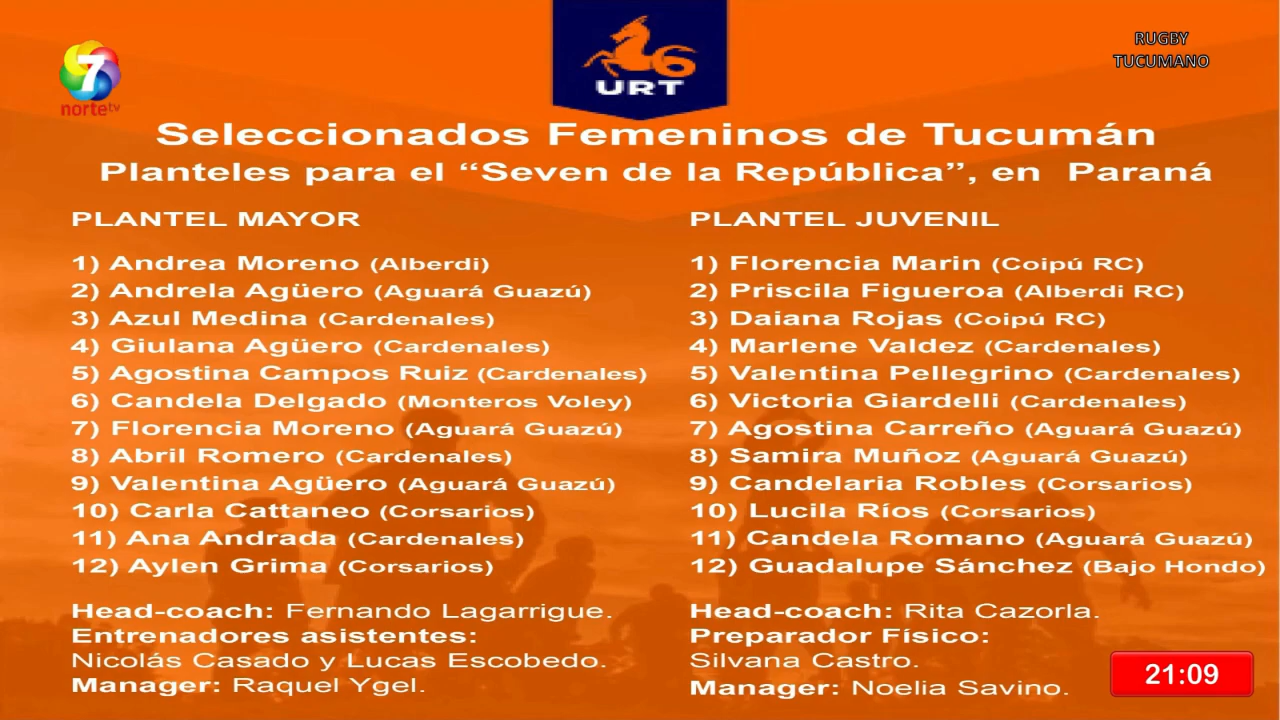 7
norte tv
6
URT
RUGBY
TUCUMANO
Seleccionados Femeninos de Tucumán
Planteles para el “Seven de la República”, en Paraná
PLANTEL MAYOR
1) Andrea Moreno (Alberdi)
2) Andrela Agüero (Aguará Guazú)
3) Azul Medina (Cardenales)
4) Giulana Agüero (Cardenales)
5) Agostina Campos Ruiz (Cardenales)
6) Candela Delgado (Monteros Voley)
7) Florencia Moreno (Aguará Guazú)
8) Abril Romero (Cardenales)
9) Valentina Agüero (Aguará Guazú)
10) Carla Cattaneo (Corsarios)
11) Ana Andrada (Cardenales)
12) Aylen Grima (Corsarios)
Head-coach: Fernando Lagarrigue.
Entrenadores asistentes:
Nicolás Casado y Lucas Escobedo.
Manager: Raquel Ygel.
PLANTEL JUVENIL
1) Florencia Marin (Coipú RC)
2) Priscila Figueroa (Alberdi RC)
3) Daiana Rojas (Coipú RC)
4) Marlene Valdez (Cardenales)
5) Valentina Pellegrino (Cardenales)
6) Victoria Giardelli (Cardenales)
7) Agostina Carreño (Aguará Guazú)
8) Samira Muñoz (Aguará Guazú)
9) Candelaria Robles (Corsarios)
10) Lucila Ríos (Corsarios)
11) Candela Romano (Aguará Guazú)
12) Guadalupe Sánchez (Bajo Hondo)
Head-coach: Rita Cazorla.
Preparador Físico:
Silvana Castro.
Manager: Noelia Savino.
21:09